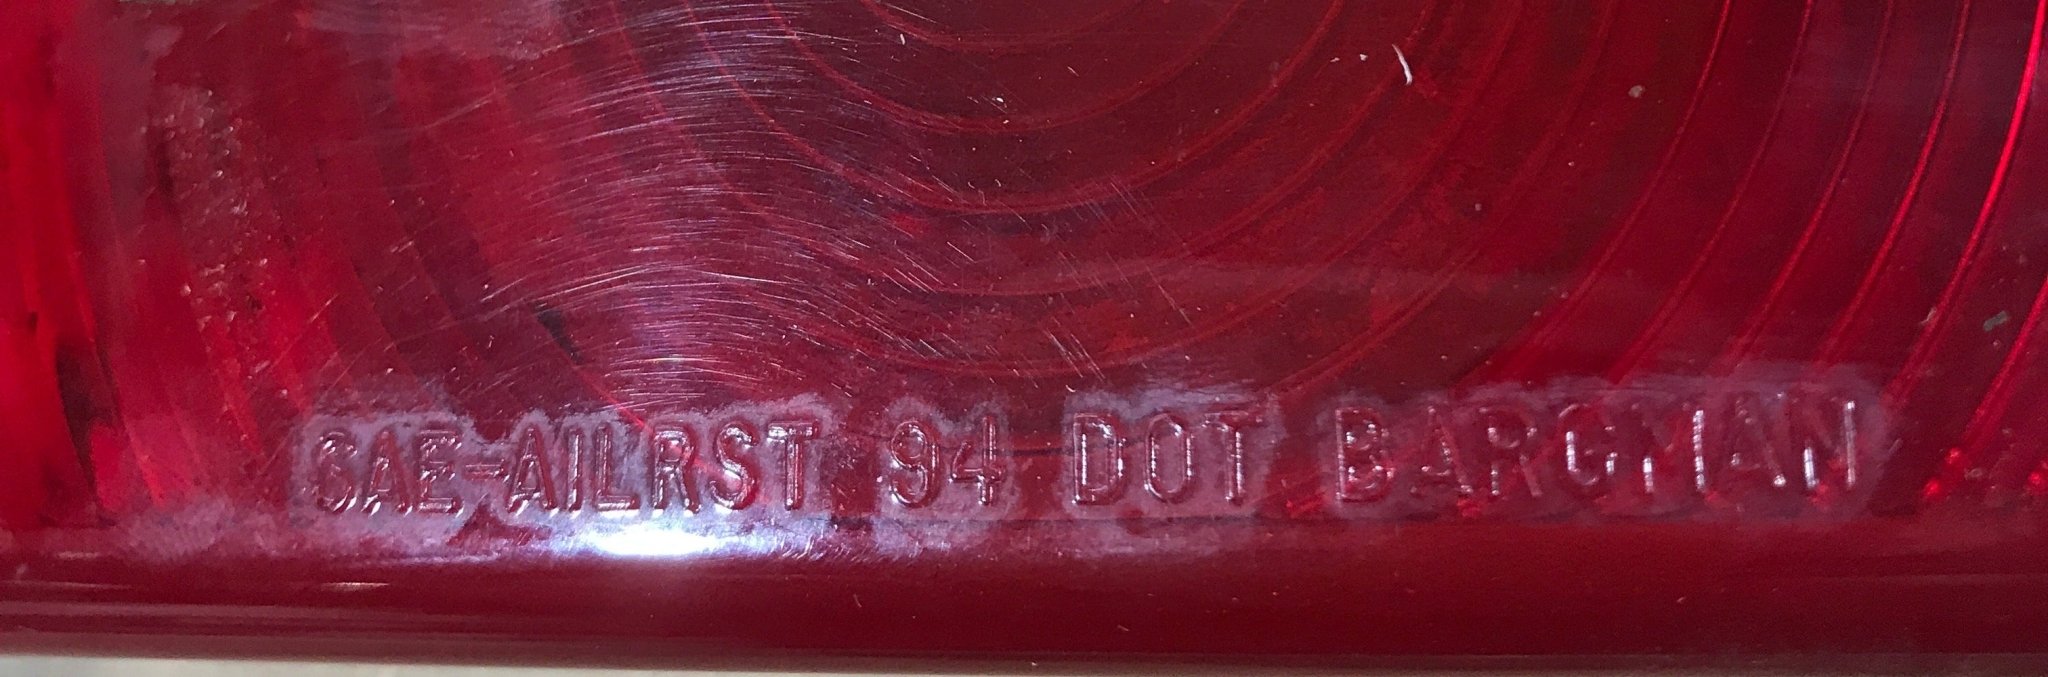 SAE-AILRST 94 DOT BARGMAN